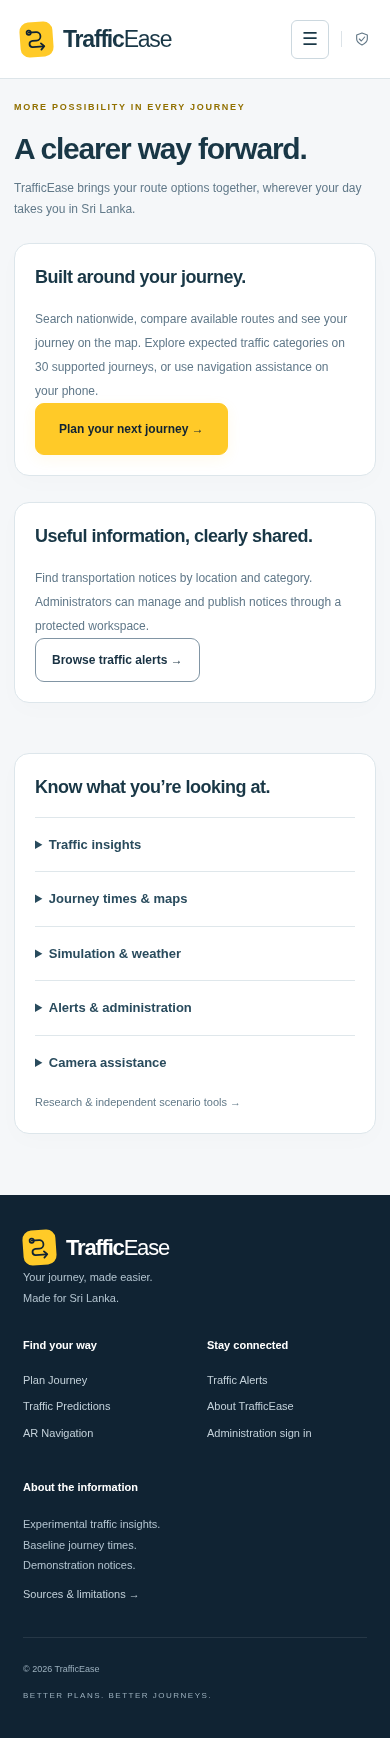 TrafficEase
MORE POSSIBILITY IN EVERY JOURNEY
A clearer way forward.
TrafficEase brings your route options together, wherever your day
takes you in Sri Lanka.
Built around your journey.
Search nationwide, compare available routes and see your
journey on the map. Explore expected traffic categories on
30 supported journeys, or use navigation assistance on
your phone.
Plan your next journey →
Useful information, clearly shared.
Find transportation notices by location and category.
Administrators can manage and publish notices through a
protected workspace.
Browse traffic alerts →
Know what you’re looking at.
Traffic insights
Journey times & maps
Simulation & weather
Alerts & administration
Camera assistance
Research & independent scenario tools →
TrafficEase
Your journey, made easier.
Made for Sri Lanka.
Find your way
Plan Journey
Traffic Predictions
AR Navigation
Stay connected
Traffic Alerts
About TrafficEase
Administration sign in
About the information
Experimental traffic insights.
Baseline journey times.
Demonstration notices.
Sources & limitations →
© 2026 TrafficEase
BETTER PLANS. BETTER JOURNEYS.